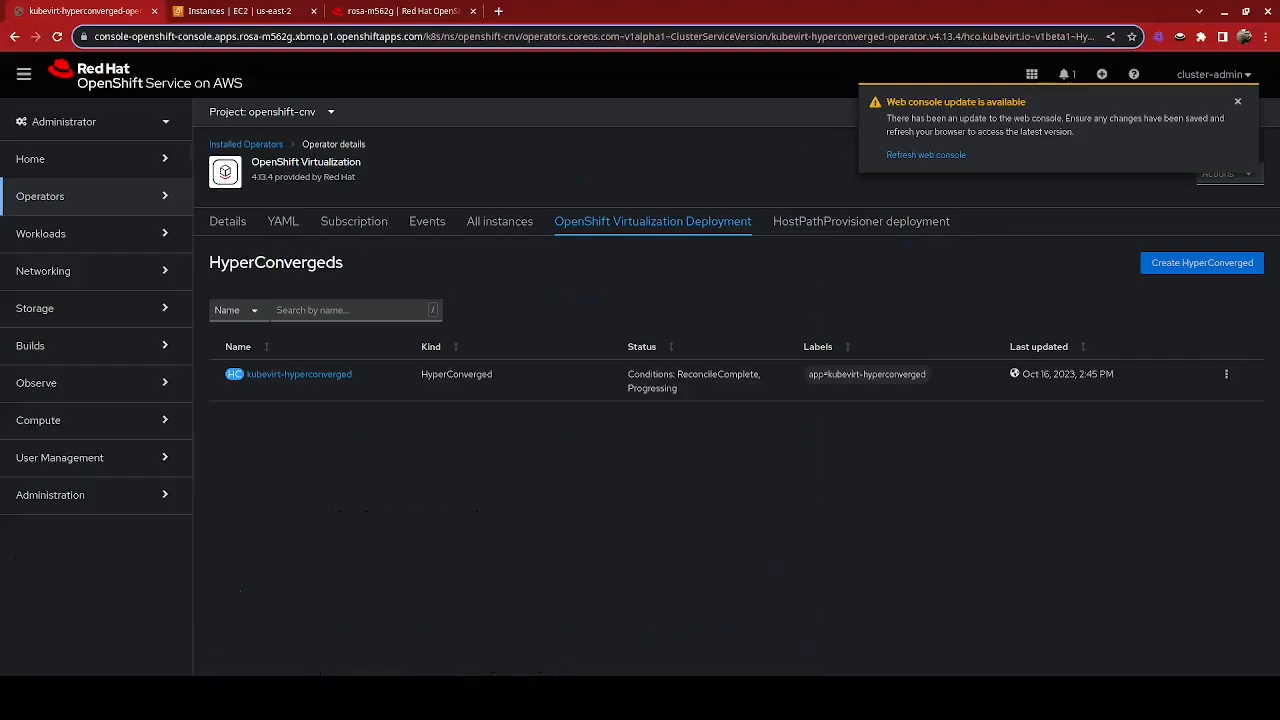 kubevirt-hyperconverged-oper
Instances | EC2 | us-east-2
rosa-m562g | Red Hat OpenSh
console-openshift-console.apps.rosa-m562g.xbmo.p1.openshiftapps.com/k8s/ns/openshift-cnv/operators.coreos.com~v1alpha1~ClusterServiceVersion/kubevirt-hyperconverged-operator.v4.13.4/hco.kubevirt.io~v1beta1~Hy...
Red Hat
OpenShift Service on AWS
1
cluster-admin
Web console update is available
There has been an update to the web console. Ensure any changes have been saved and
refresh your browser to access the latest version.
Refresh web console
Administrator
Home
Operators
Workloads
Networking
Storage
Builds
Observe
Compute
User Management
Administration
Project: openshift-cnv
Installed Operators
Operator details
OpenShift Virtualization
4.13.4 provided by Red Hat
Actions
Details
YAML
Subscription
Events
All instances
OpenShift Virtualization Deployment
HostPathProvisioner deployment
HyperConvergeds
Create HyperConverged
Name
Search by name...
/
Name
Kind
Status
Labels
Last updated
HC kubevirt-hyperconverged
HyperConverged
Conditions: ReconcileComplete,
Progressing
app=kubevirt-hyperconverged
Oct 16, 2023, 2:45 PM